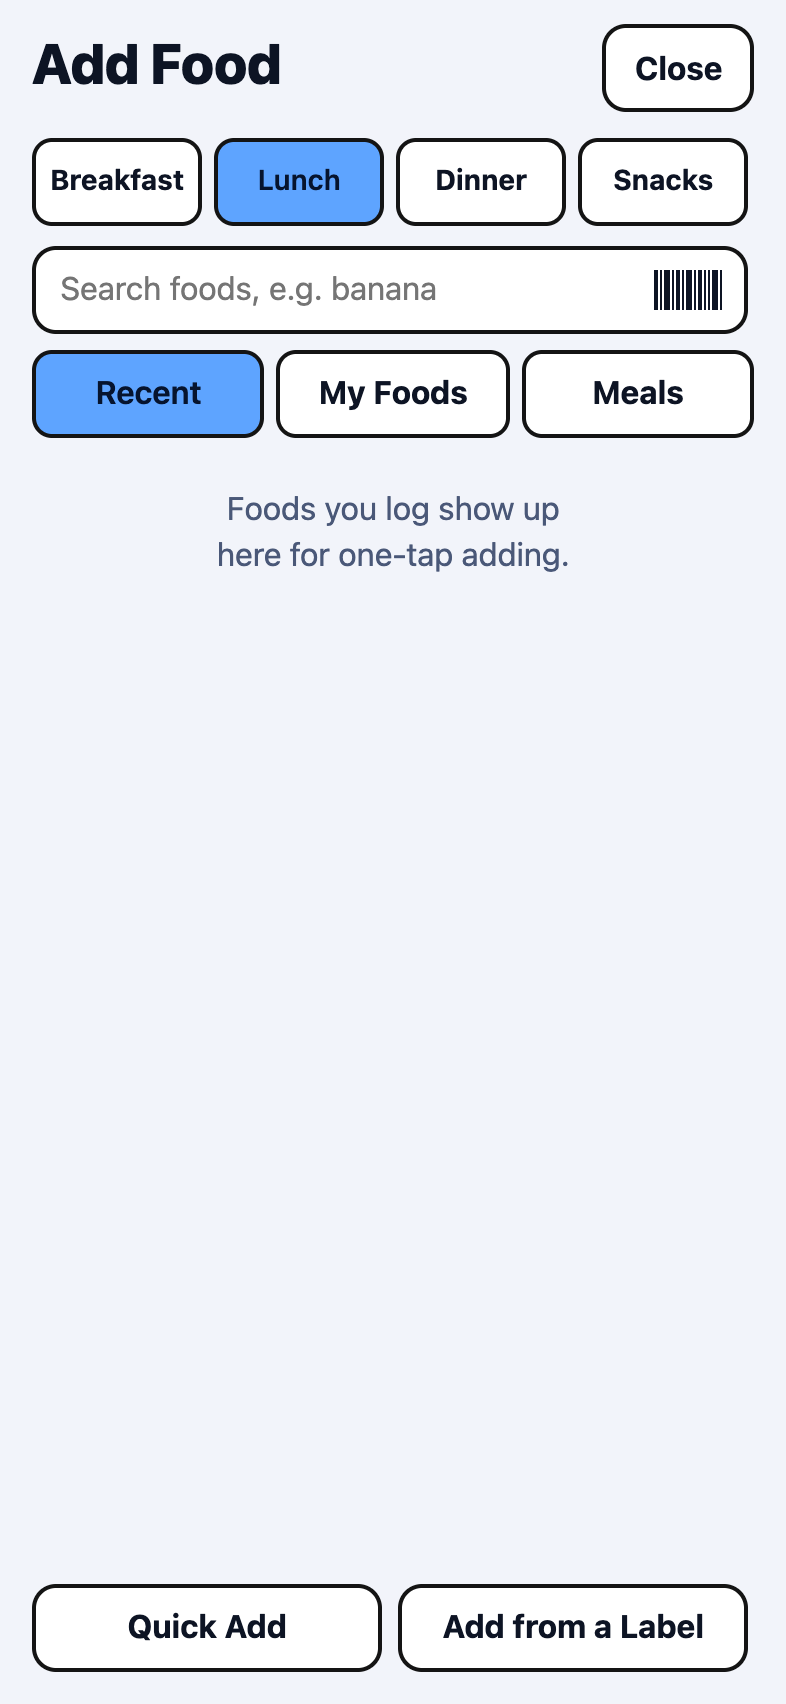 Add Food
Close
Breakfast
Lunch
Dinner
Snacks
Search foods, e.g. banana
Recent
My Foods
Meals
Foods you log show up
here for one-tap adding.
Quick Add
Add from a Label